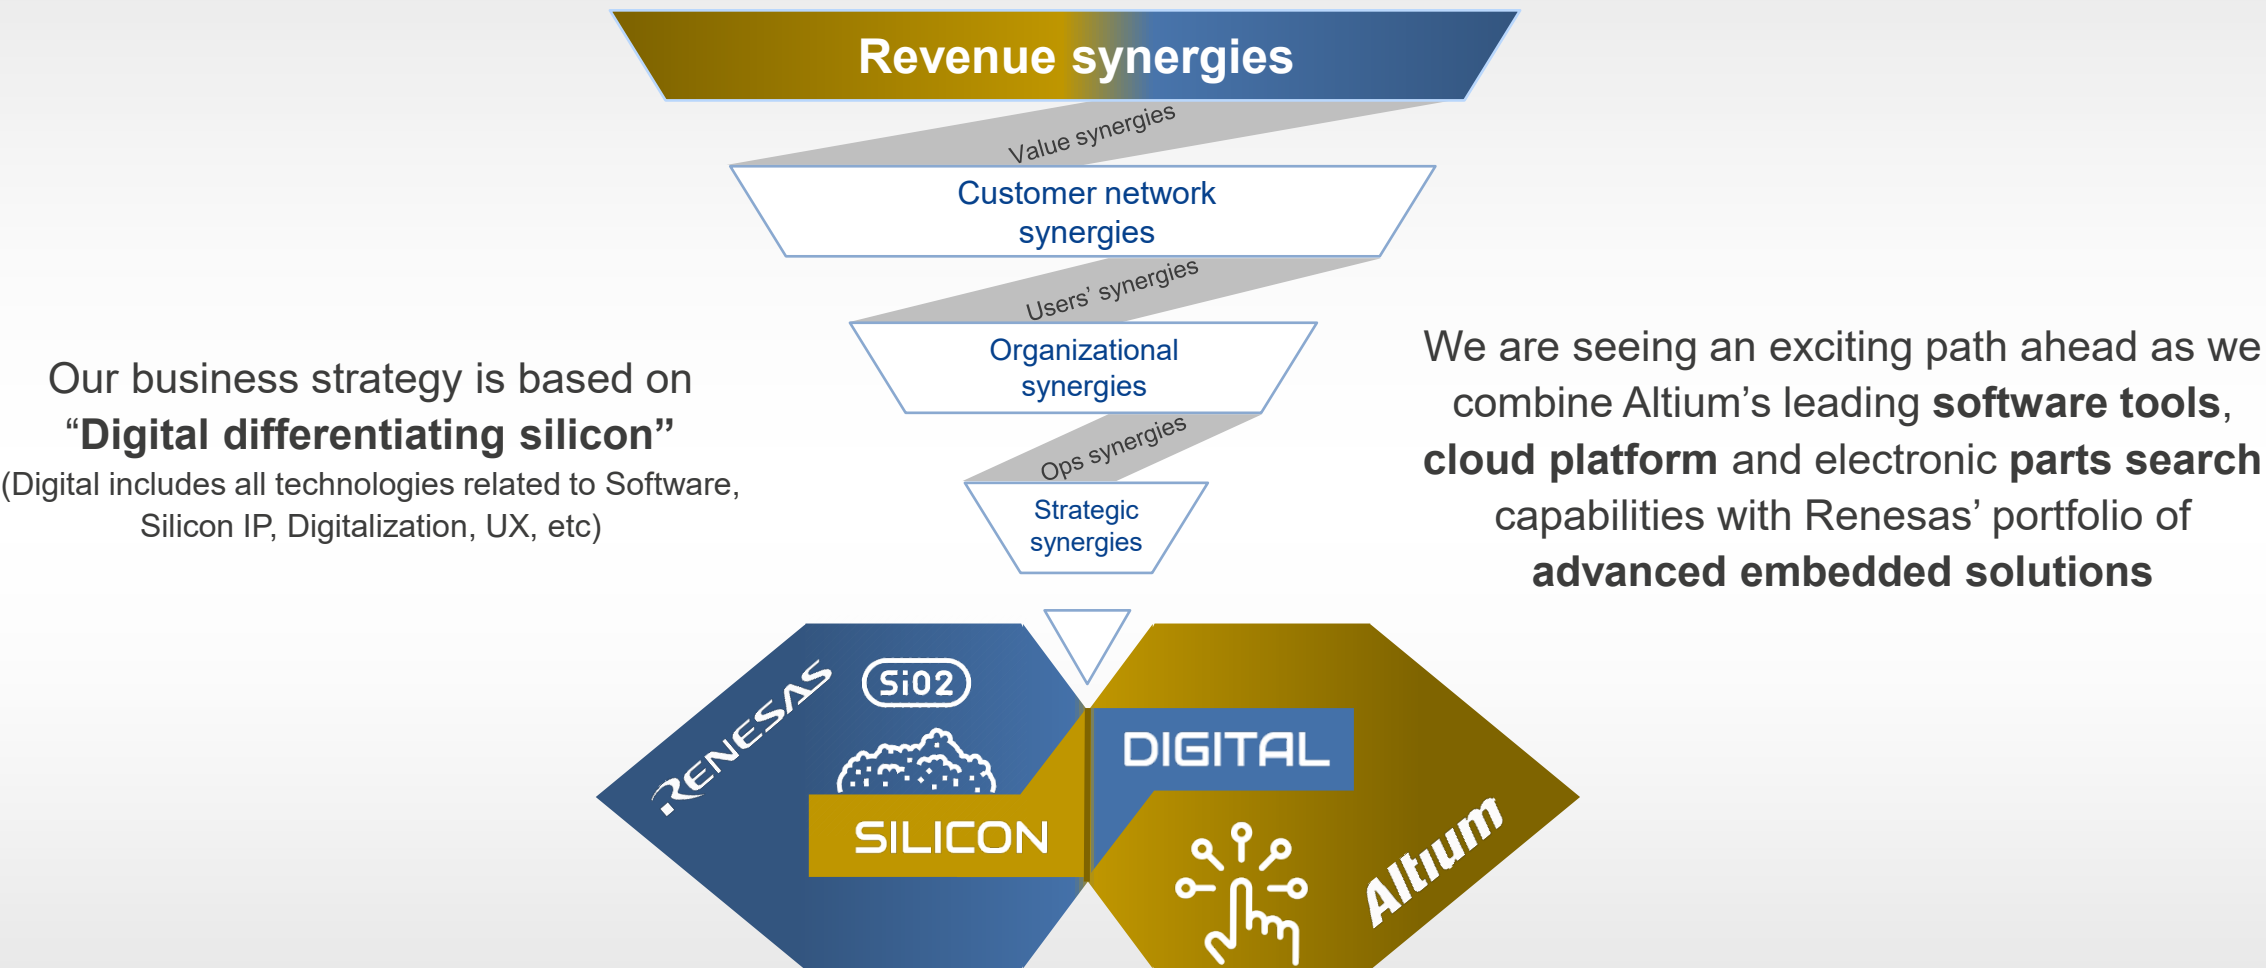 Revenue synergies
Value synergies
Customer network
synergies
Users’ synergies
Organizational
synergies
Ops synergies
Strategic
synergies
Our business strategy is based on
“Digital differentiating silicon”
(Digital includes all technologies related to Software,
Silicon IP, Digitalization, UX, etc)
We are seeing an exciting path ahead as we
combine Altium’s leading software tools,
cloud platform and electronic parts search
capabilities with Renesas’ portfolio of
advanced embedded solutions
RENESAS
SiO2
SILICON
DIGITAL
Altium